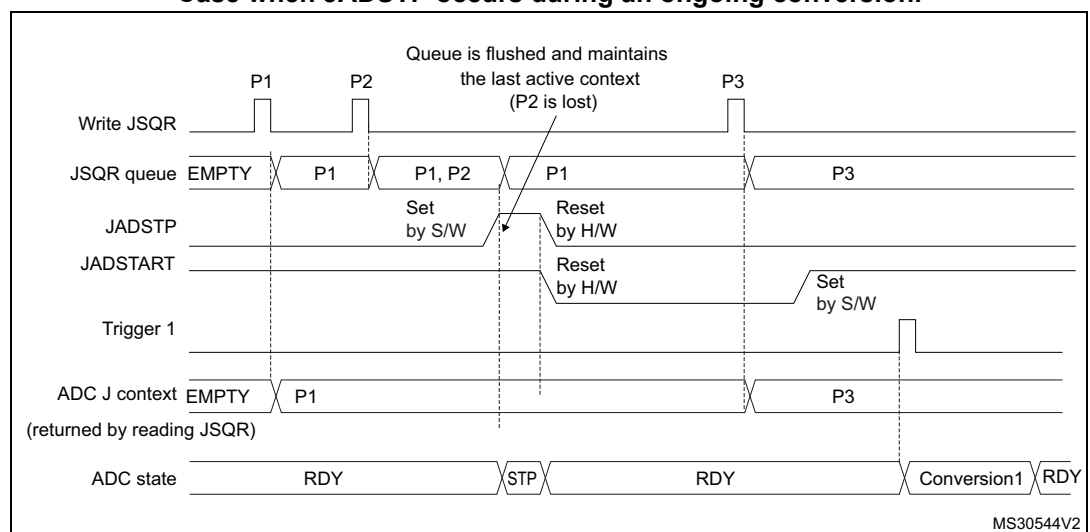 Case when JADSTP occurs during an ongoing conversion.
Queue is flushed and maintains
the last active context
(P2 is lost)
P1
P2
P3
Write JSQR
JSQR queue
EMPTY
P1
P1, P2
P1
P3
Set
by S/W
Reset
by H/W
JADSTP
JADSTART
Reset
by H/W
Set
by S/W
Trigger 1
ADC J context
EMPTY
P1
P3
(returned by reading JSQR)
ADC state
RDY
STP
RDY
Conversion1
RDY
MS30544V2